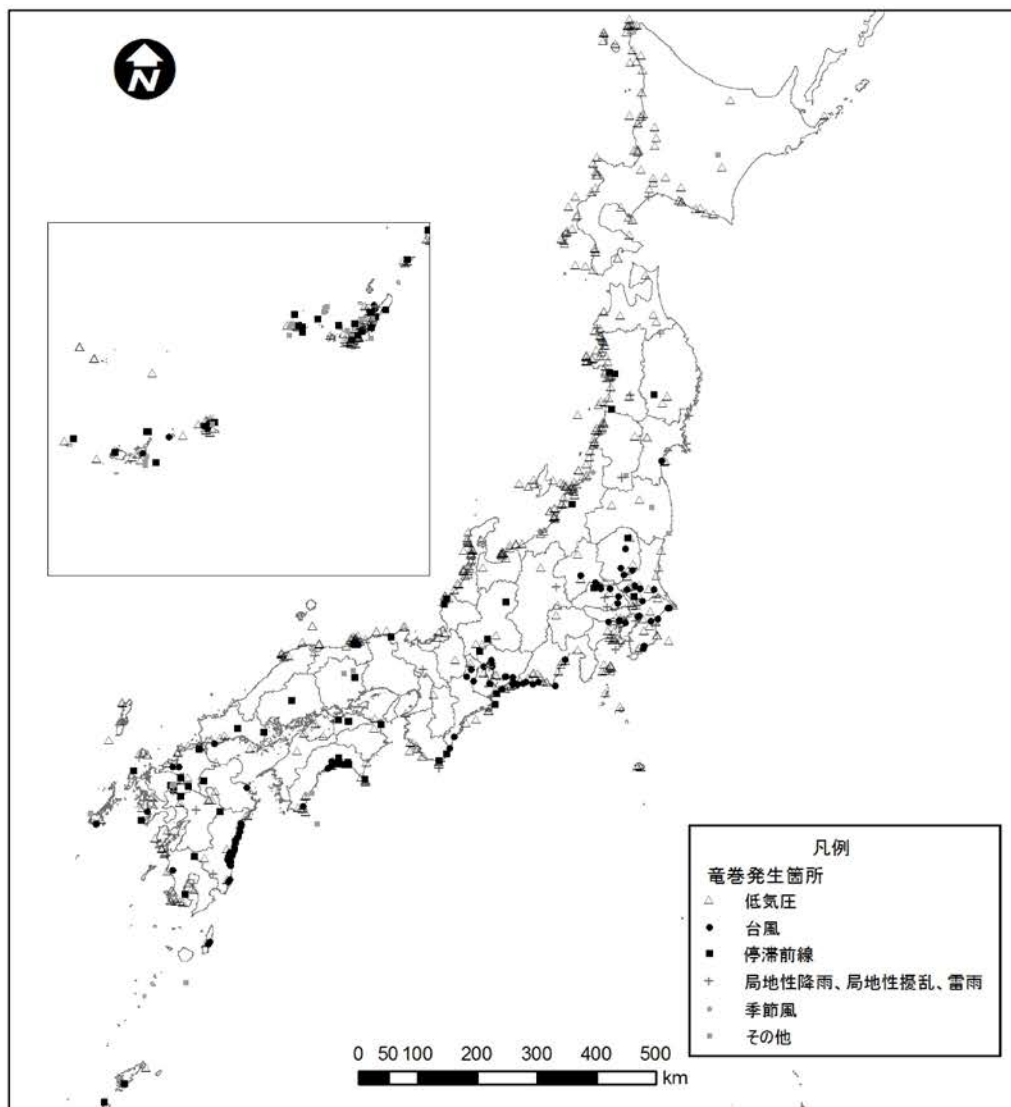 N
凡例
竜巻発生箇所
低気圧
台風
停滞前線
局地性降雨、局地性擾乱、雷雨
季節風
その他
0 50 100 200 300 400 500
km